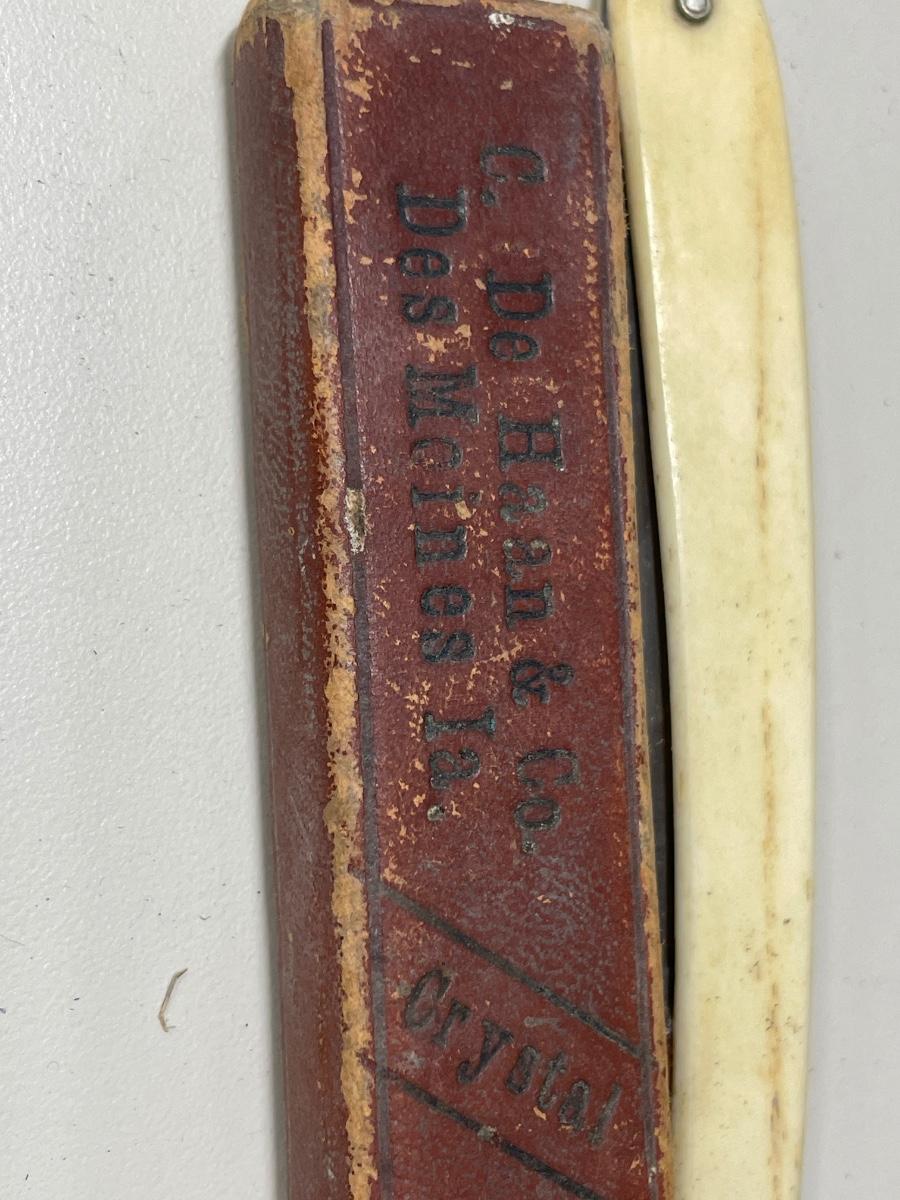 C. De Haan & Co.
Des Moines Ia.
Crystal